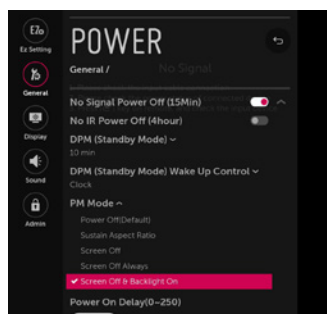 EZo
Ez Setting
General
Display
Sound
Admin
POWER
General /
No Signal
No Signal Power Off (15Min)
No IR Power Off (4hour)
DPM (Standby Mode)
10 min
DPM (Standby Mode) Wake Up Control
Clock
PM Mode
Power Off(Default)
Sustain Aspect Ratio
Screen Off
Screen Off Always
Screen Off & Backlight On
Power On Delay(0~250)